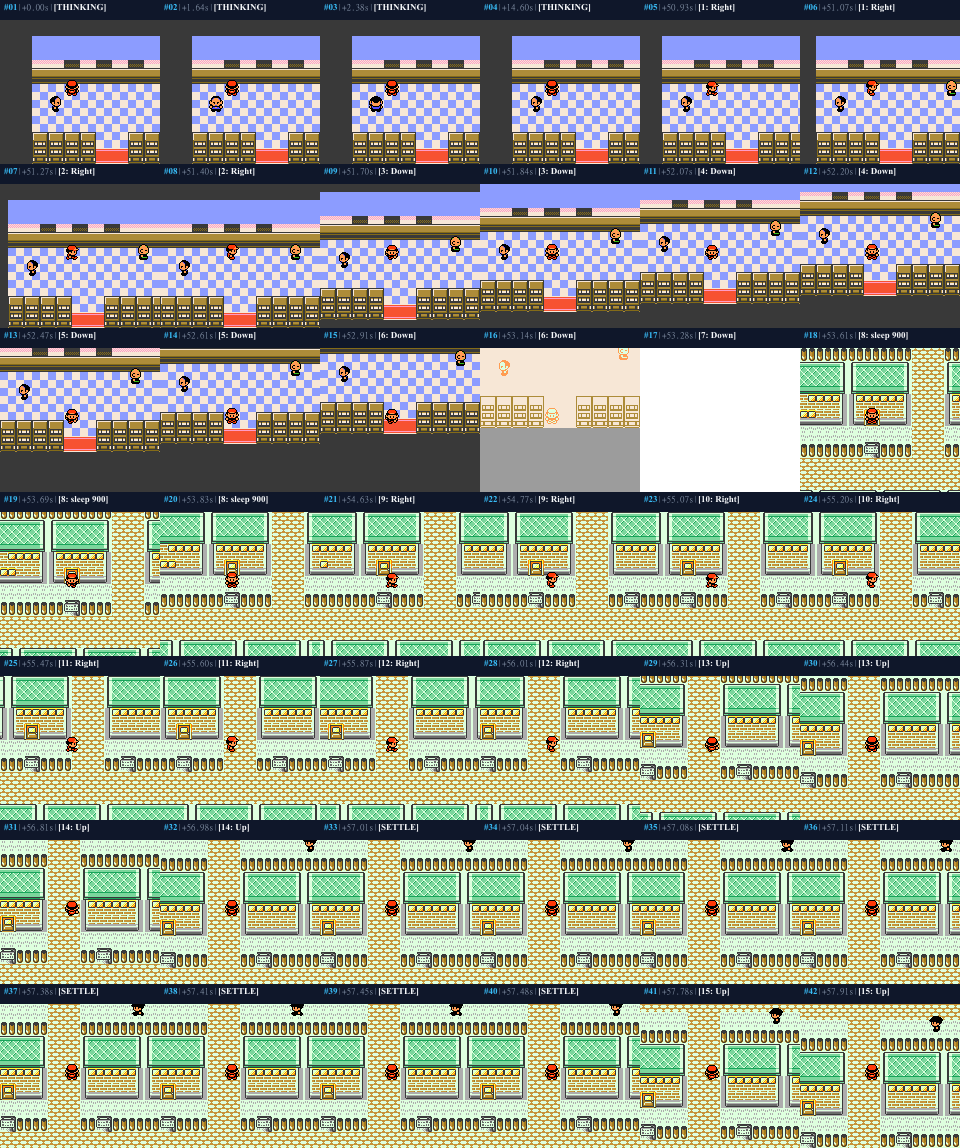 #01|+0.00s|[THINKING]
#02|+1.64s|[THINKING]
#03|+2.38s|[THINKING]
#04|+14.60s|[THINKING]
#05|+50.93s|[1: Right]
#06|+51.07s|[1: Right]
#07|+51.27s|[2: Right]
#08|+51.40s|[2: Right]
#09|+51.70s|[3: Down]
#10|+51.84s|[3: Down]
#11|+52.07s|[4: Down]
#12|+52.20s|[4: Down]
#13|+52.47s|[5: Down]
#14|+52.61s|[5: Down]
#15|+52.91s|[6: Down]
#16|+53.14s|[6: Down]
#17|+53.28s|[7: Down]
#18|+53.61s|[8: sleep 900]
#19|+53.69s|[8: sleep 900]
#20|+53.83s|[8: sleep 900]
#21|+54.63s|[9: Right]
#22|+54.77s|[9: Right]
#23|+55.07s|[10: Right]
#24|+55.20s|[10: Right]
#25|+55.47s|[11: Right]
#26|+55.60s|[11: Right]
#27|+55.87s|[12: Right]
#28|+56.01s|[12: Right]
#29|+56.31s|[13: Up]
#30|+56.44s|[13: Up]
#31|+56.81s|[14: Up]
#32|+56.98s|[14: Up]
#33|+57.01s|[SETTLE]
#34|+57.04s|[SETTLE]
#35|+57.08s|[SETTLE]
#36|+57.11s|[SETTLE]
#37|+57.38s|[SETTLE]
#38|+57.41s|[SETTLE]
#39|+57.45s|[SETTLE]
#40|+57.48s|[SETTLE]
#41|+57.78s|[15: Up]
#42|+57.91s|[15: Up]